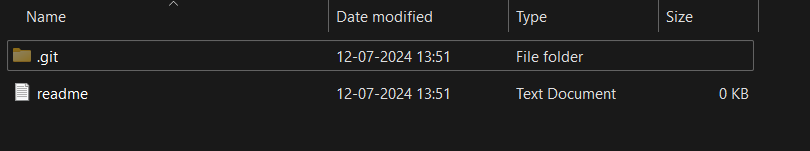 Name Date modified Type Size
.git 12-07-2024 13:51 File folder
readme 12-07-2024 13:51 Text Document 0 KB